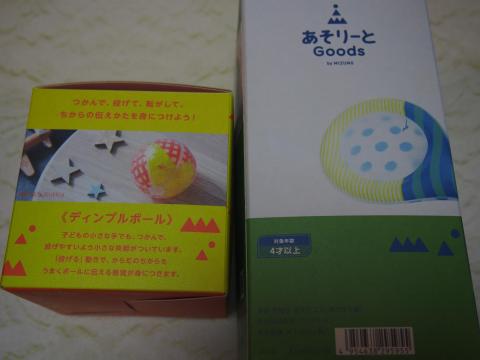 つかんで、投げて、転がして、
ちからの伝えかたを身につけよう!
《ディンプルボール》
子どもの小さな手でも、つかんで、
投げやすいよう小さな突起がついています。
「投げる」動きで、からだのちからを
うまくボールに伝える感覚が身につきます。
あそりーと
Goods
by MIZUNO
対象年齢
4才以上